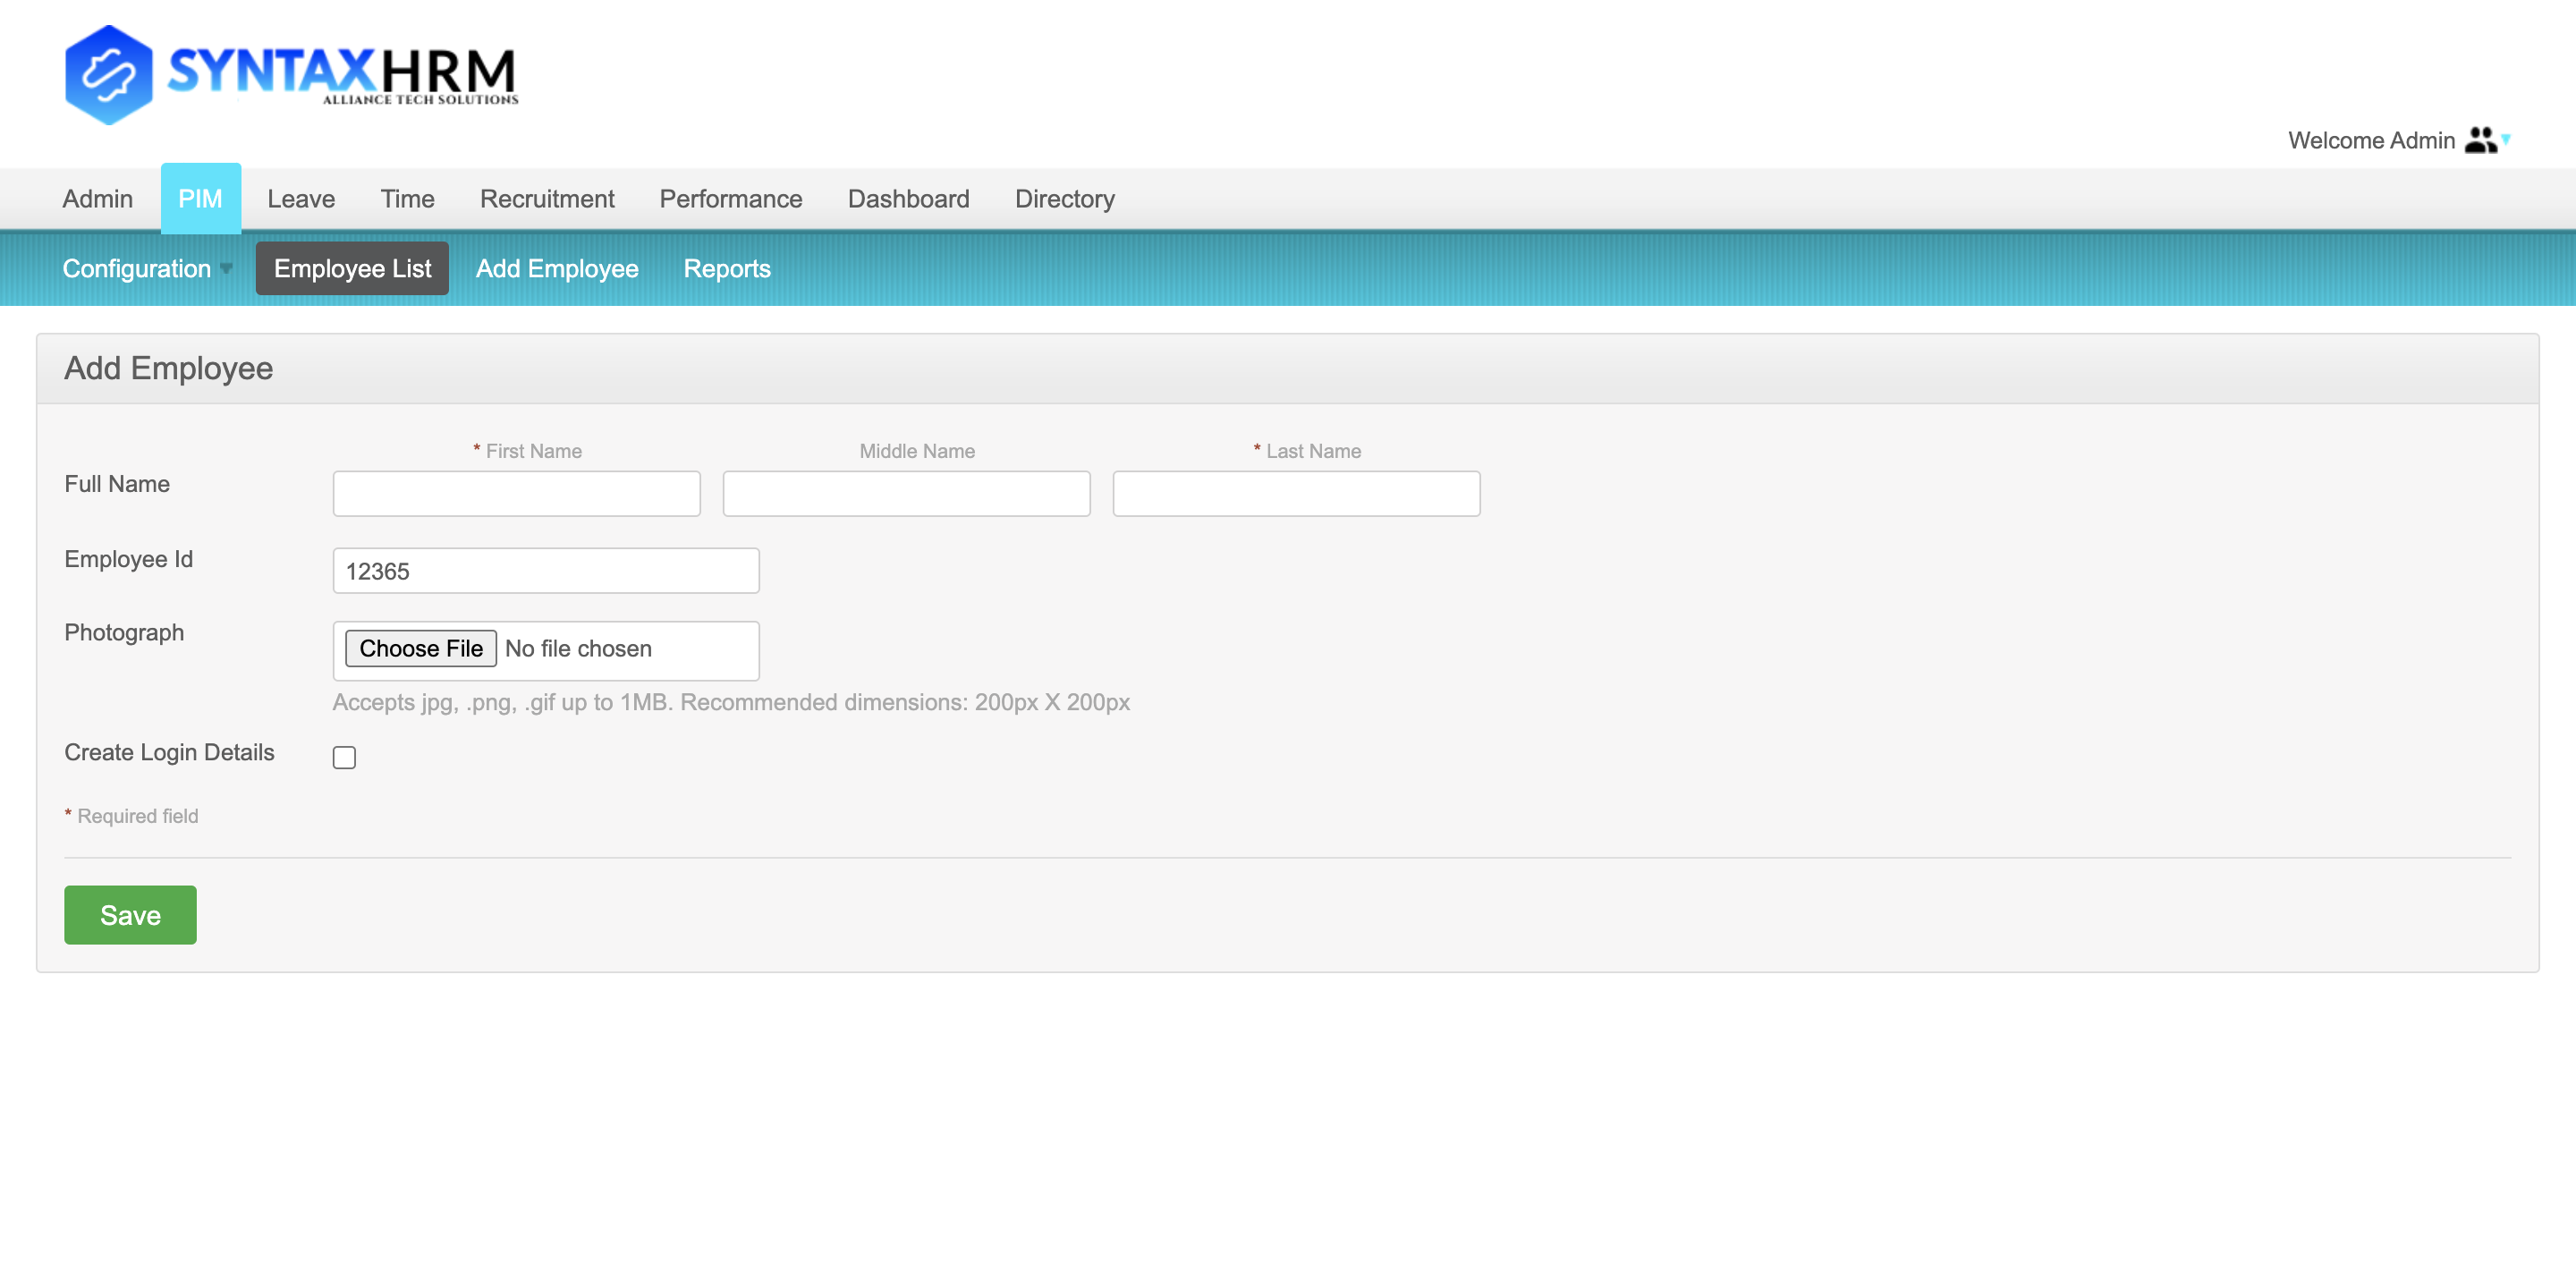 SYNTAXHRM
ALLIANCE TECH SOLUTIONS
Welcome Admin
Admin PIM Leave Time Recruitment Performance Dashboard Directory
Configuration Employee List Add Employee Reports
Add Employee
* First Name Middle Name * Last Name
Full Name
Employee Id 12365
Photograph Choose File No file chosen
Accepts jpg, .png, .gif up to 1MB. Recommended dimensions: 200px X 200px
Create Login Details
* Required field
Save